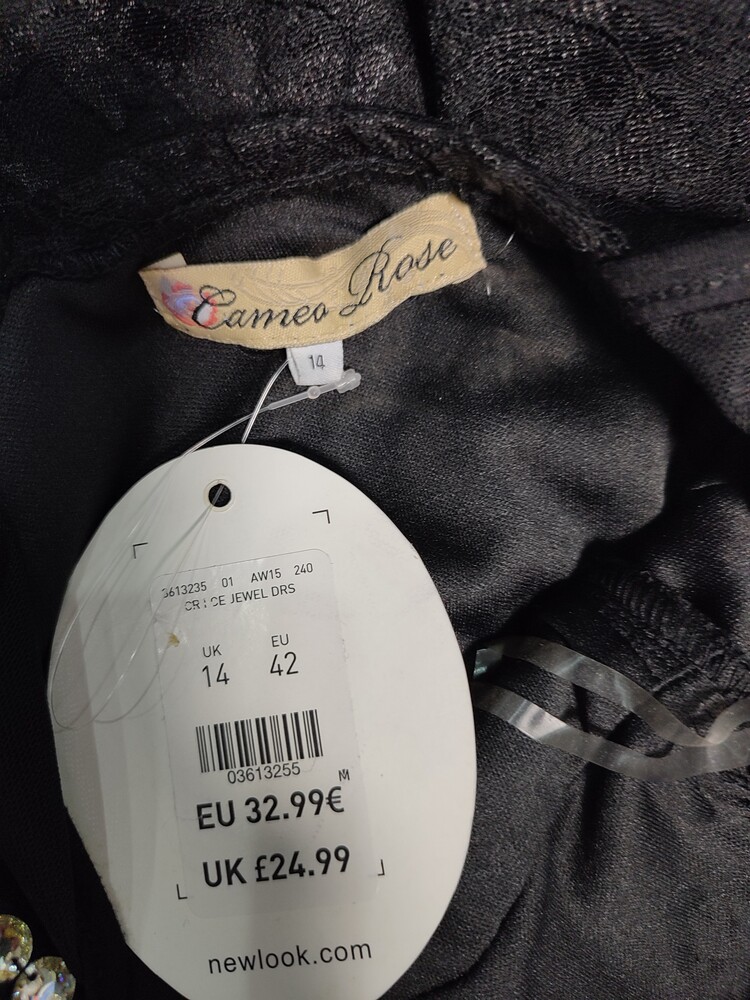 Cameo Rose
14
3613235 01 AW15 240
JEWEL DRS
UK EU
14 42
03613255
M
EU 32.99€
UK £24.99
newlook.com